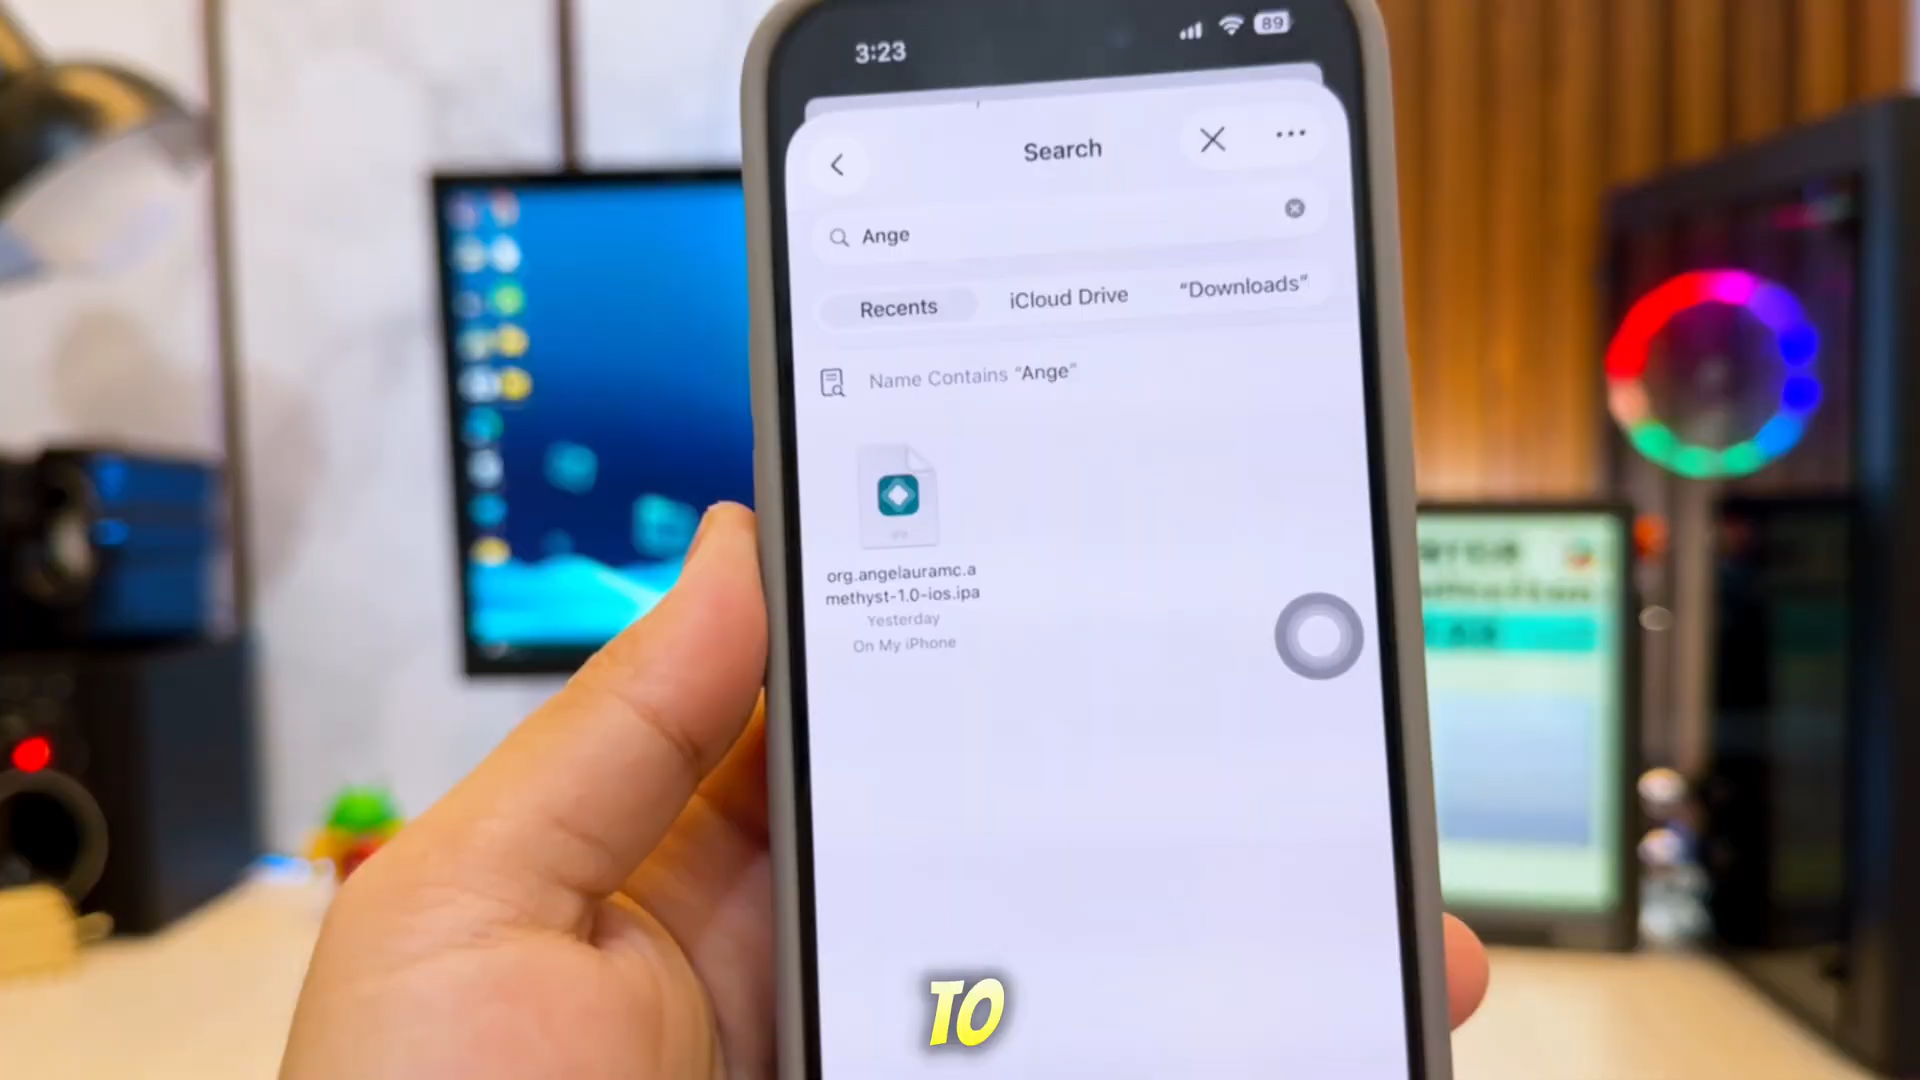 3:23
89
Search
Ange
Recents
iCloud Drive
“Downloads”
Name Contains “Ange”
org.angelauramc.a
methyst-1.0-ios.ipa
Yesterday
On My iPhone
TO